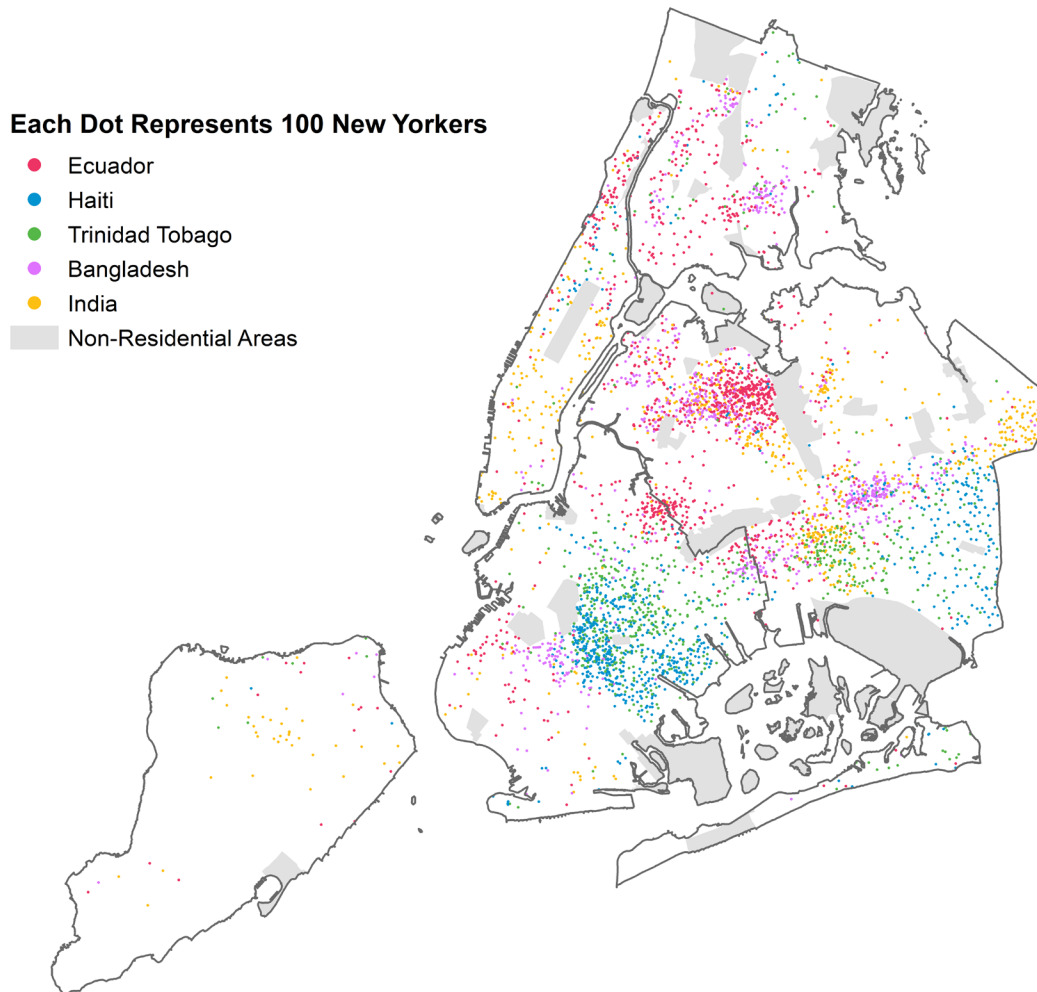 Each Dot Represents 100 New Yorkers
Ecuador
Haiti
Trinidad Tobago
Bangladesh
India
Non-Residential Areas